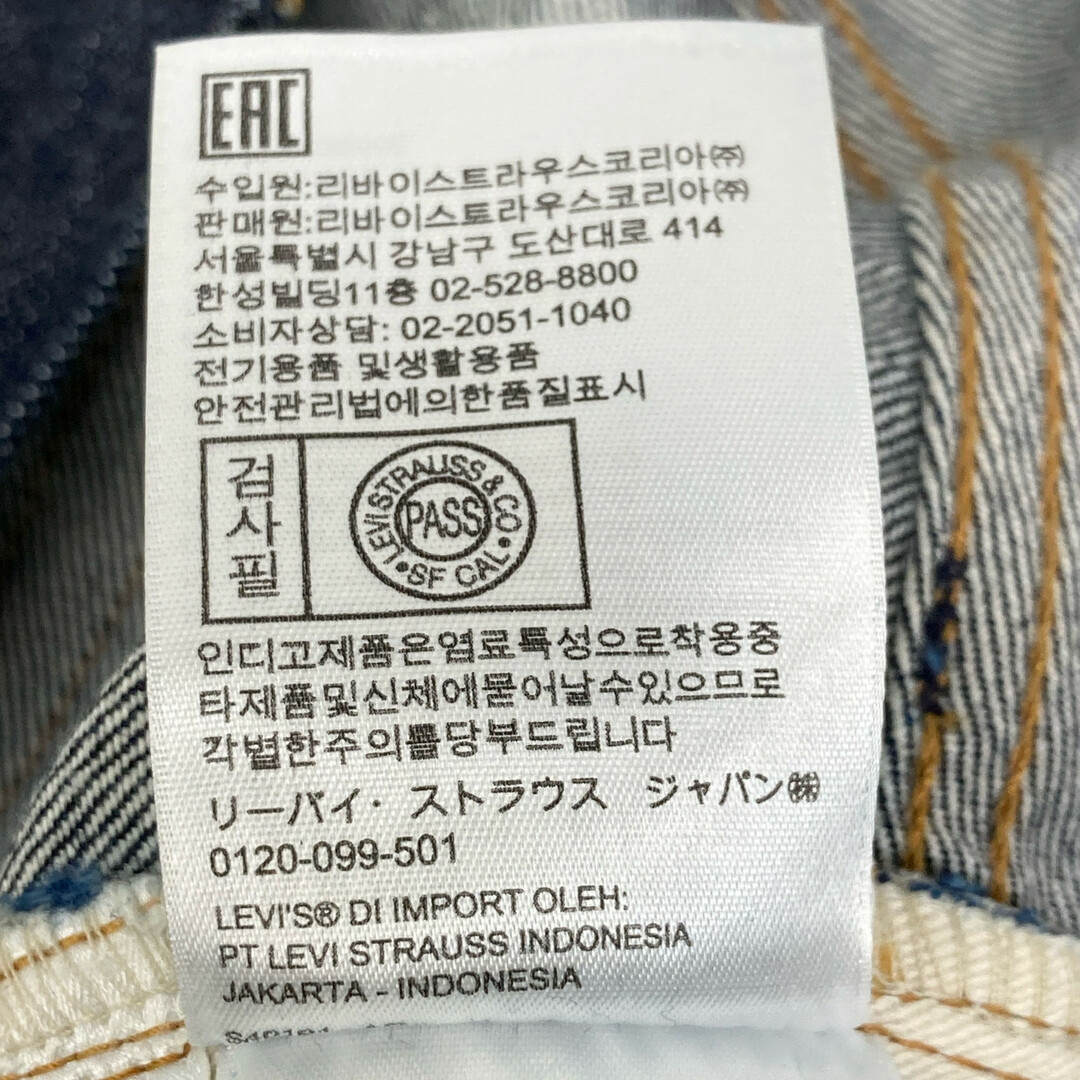 EAC
수입원:리바이스트라우스코리아㈜
판매원:리바이스트라우스코리아㈜
서울특별시 강남구 도산대로 414
한성빌딩11층 02-528-8800
소비자상담: 02-2051-1040
전기용품 및생활용품
안전관리법에의한품질표시
검사필
LEVI STRAUSS & CO
PASS
SF CAL
인디고제품은염료특성으로착용중
타제품및신체에묻어날수있으므로
각별한주의를당부드립니다
リーバイ・ストラウス ジャパン㈱
0120-099-501
LEVI'S® DI IMPORT OLEH:
PT LEVI STRAUSS INDONESIA
JAKARTA - INDONESIA